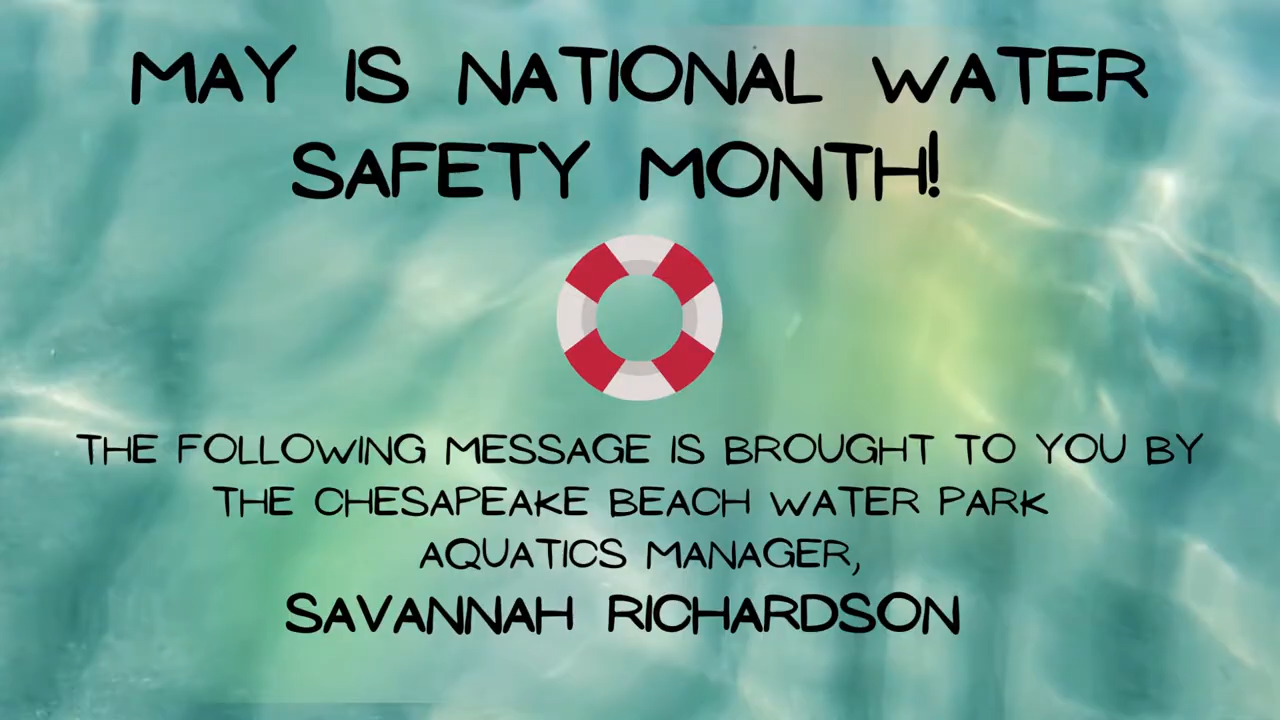 MAY IS NATIONAL WATER
SAFETY MONTH!
THE FOLLOWING MESSAGE IS BROUGHT TO YOU BY
THE CHESAPEAKE BEACH WATER PARK
AQUATICS MANAGER,
SAVANNAH RICHARDSON